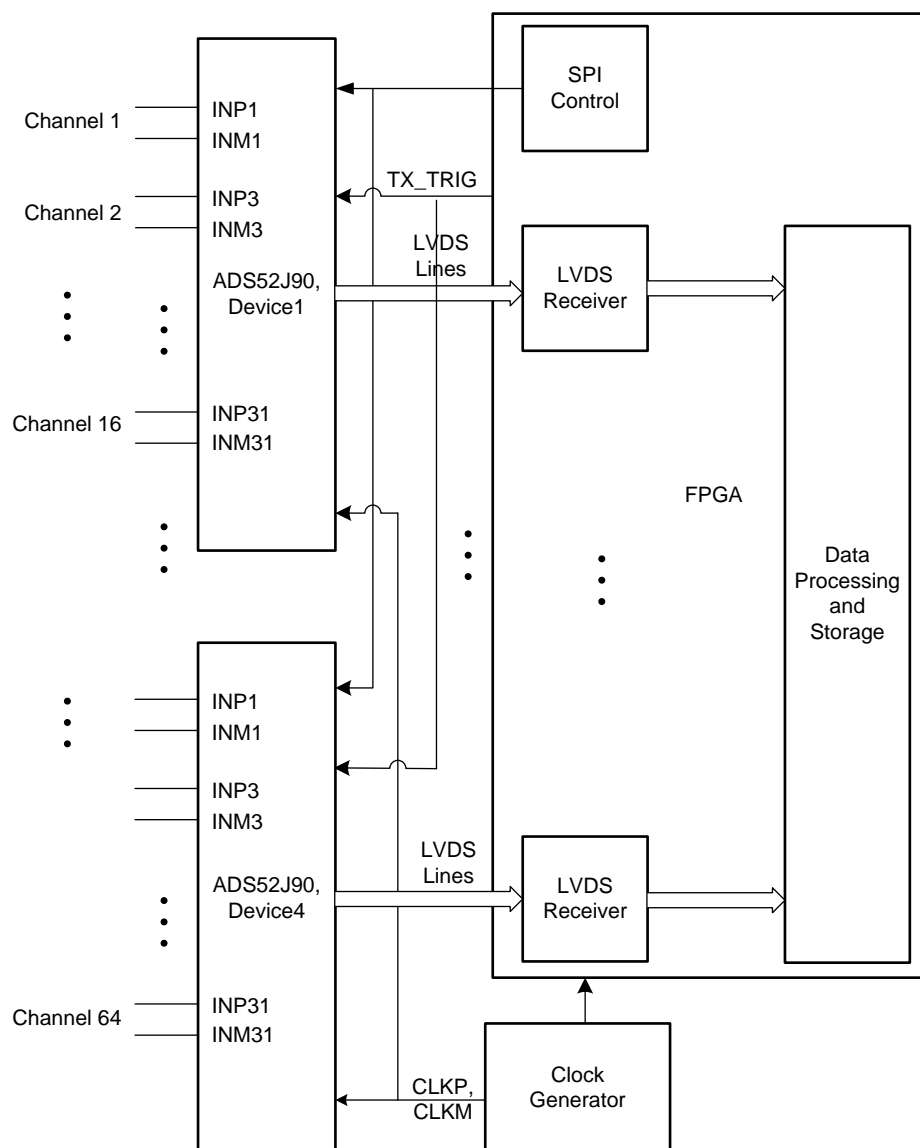 SPI
Control
Channel 1
INP1
INM1
TX_TRIG
Channel 2
INP3
INM3
LVDS
Lines
LVDS
Receiver
ADS52J90,
Device1
Channel 16
INP31
INM31
FPGA
Data
Processing
and
Storage
INP1
INM1
INP3
INM3
LVDS
Lines
LVDS
Receiver
ADS52J90,
Device4
Channel 64
INP31
INM31
CLKP,
CLKM
Clock
Generator